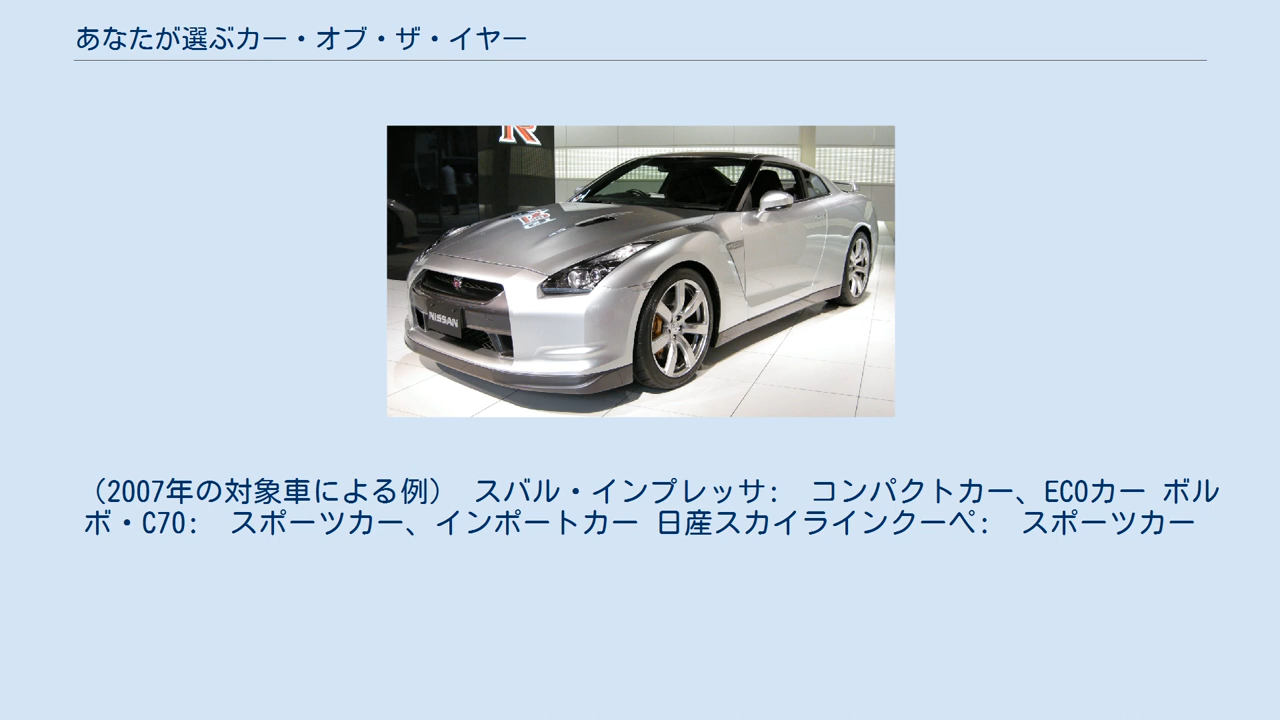 あなたが選ぶカー・オブ・ザ・イヤー
R
NISSAN
（2007年の対象車による例）　スバル・インプレッサ:　コンパクトカー、ECOカー ボル
ボ・C70:　スポーツカー、インポートカー 日産スカイラインクーペ:　スポーツカー